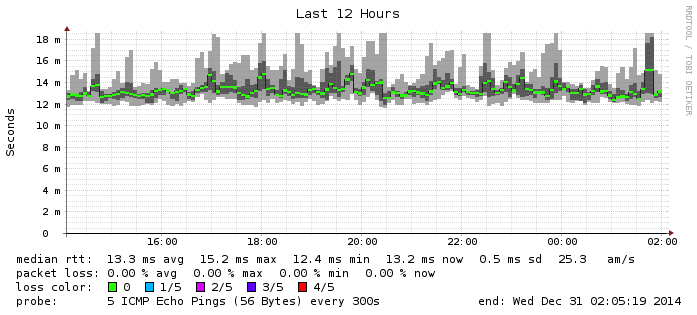 Last 12 Hours
RRDTOOL / TOBI OETIKER
Seconds
18 m
16 m
14 m
12 m
10 m
8 m
6 m
4 m
2 m
0
16:00 18:00 20:00 22:00 00:00 02:00
median rtt: 13.3 ms avg 15.2 ms max 12.4 ms min 13.2 ms now 0.5 ms sd 25.3 am/s
packet loss: 0.00 % avg 0.00 % max 0.00 % min 0.00 % now
loss color: 0 1/5 2/5 3/5 4/5
probe: 5 ICMP Echo Pings (56 Bytes) every 300s end: Wed Dec 31 02:05:19 2014